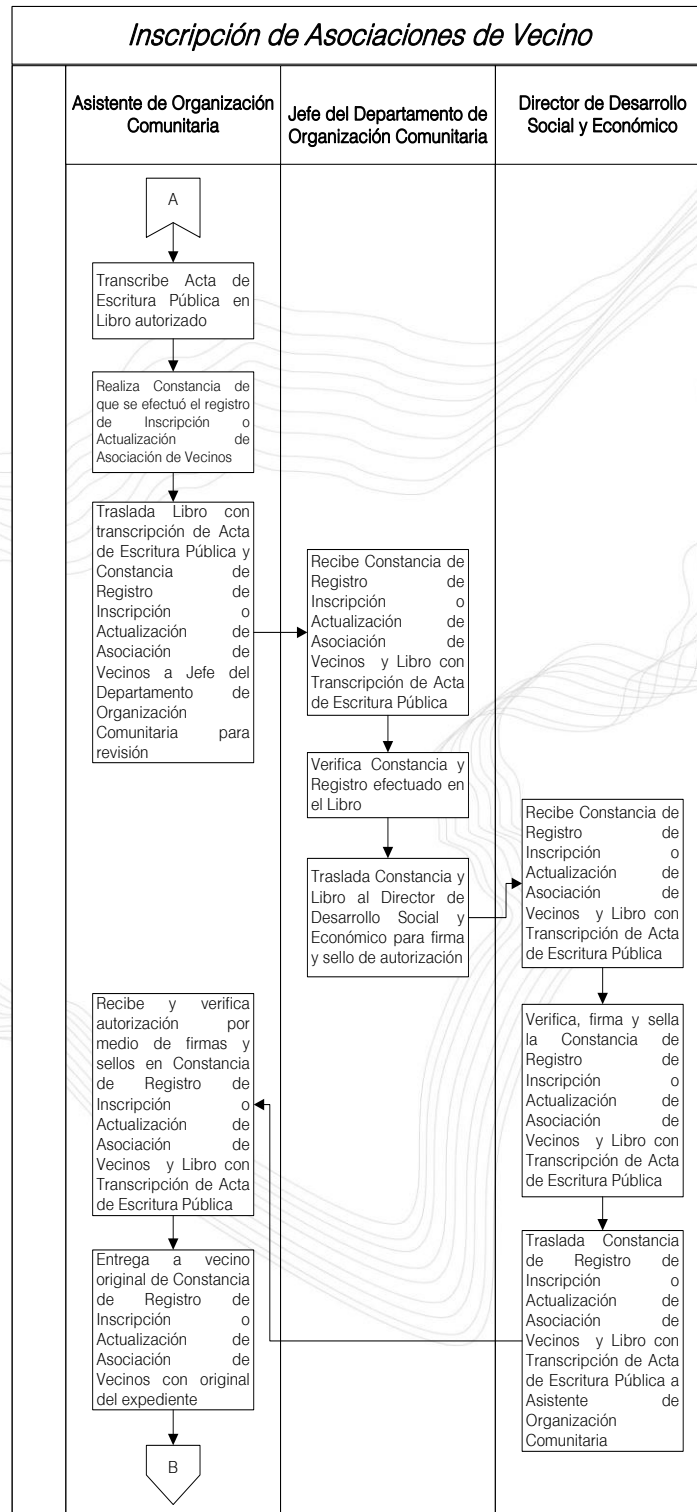 Inscripción de Asociaciones de Vecino
Asistente de Organización
Comunitaria
Jefe del Departamento de
Organización Comunitaria
Director de Desarrollo
Social y Económico
A
Transcribe Acta de
Escritura Pública en
Libro autorizado
Realiza Constancia de
que se efectuó el registro
de Inscripción o
Actualización de
Asociación de Vecinos
Traslada Libro con
transcripción de Acta
de Escritura Pública y
Constancia de
Registro de
Inscripción o
Actualización de
Asociación de
Vecinos a Jefe del
Departamento de
Organización
Comunitaria para
revisión
Recibe Constancia de
Registro de
Inscripción o
Actualización de
Asociación de
Vecinos y Libro con
Transcripción de Acta
de Escritura Pública
Verifica Constancia y
Registro efectuado en
el Libro
Traslada Constancia y
Libro al Director de
Desarrollo Social y
Económico para firma
y sello de autorización
Recibe Constancia de
Registro de
Inscripción o
Actualización de
Asociación de
Vecinos y Libro con
Transcripción de Acta
de Escritura Pública
Verifica, firma y sella
la Constancia de
Registro de
Inscripción o
Actualización de
Asociación de
Vecinos y Libro con
Transcripción de Acta
de Escritura Pública
Traslada Constancia
de Registro de
Inscripción o
Actualización de
Asociación de
Vecinos y Libro con
Transcripción de Acta
de Escritura Pública a
Asistente de
Organización
Comunitaria
Recibe y verifica
autorización por
medio de firmas y
sellos en Constancia
de Registro de
Inscripción o
Actualización de
Asociación de
Vecinos y Libro con
Transcripción de Acta
de Escritura Pública
Entrega a vecino
original de Constancia
de Registro de
Inscripción o
Actualización de
Asociación de
Vecinos con original
del expediente
B